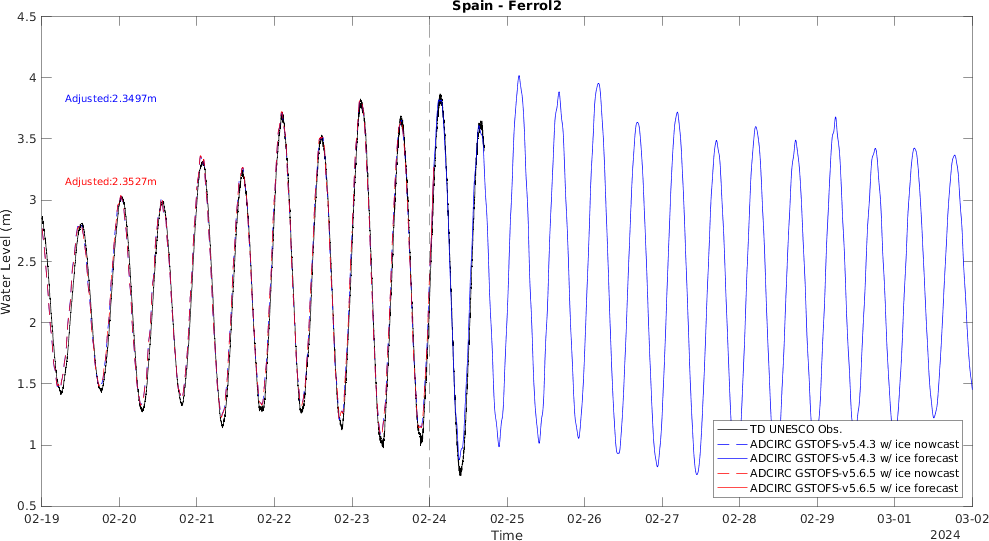 Spain - Ferrol2
4.5
4
3.5
3
2.5
2
1.5
1
0.5
Water Level (m)
Adjusted:2.3497m
Adjusted:2.3527m
TD UNESCO Obs.
ADCIRC GSTOFS-v5.4.3 w/ ice nowcast
ADCIRC GSTOFS-v5.4.3 w/ ice forecast
ADCIRC GSTOFS-v5.6.5 w/ ice nowcast
ADCIRC GSTOFS-v5.6.5 w/ ice forecast
02-19 02-20 02-21 02-22 02-23 02-24 02-25 02-26 02-27 02-28 02-29 03-01 03-02
Time
2024